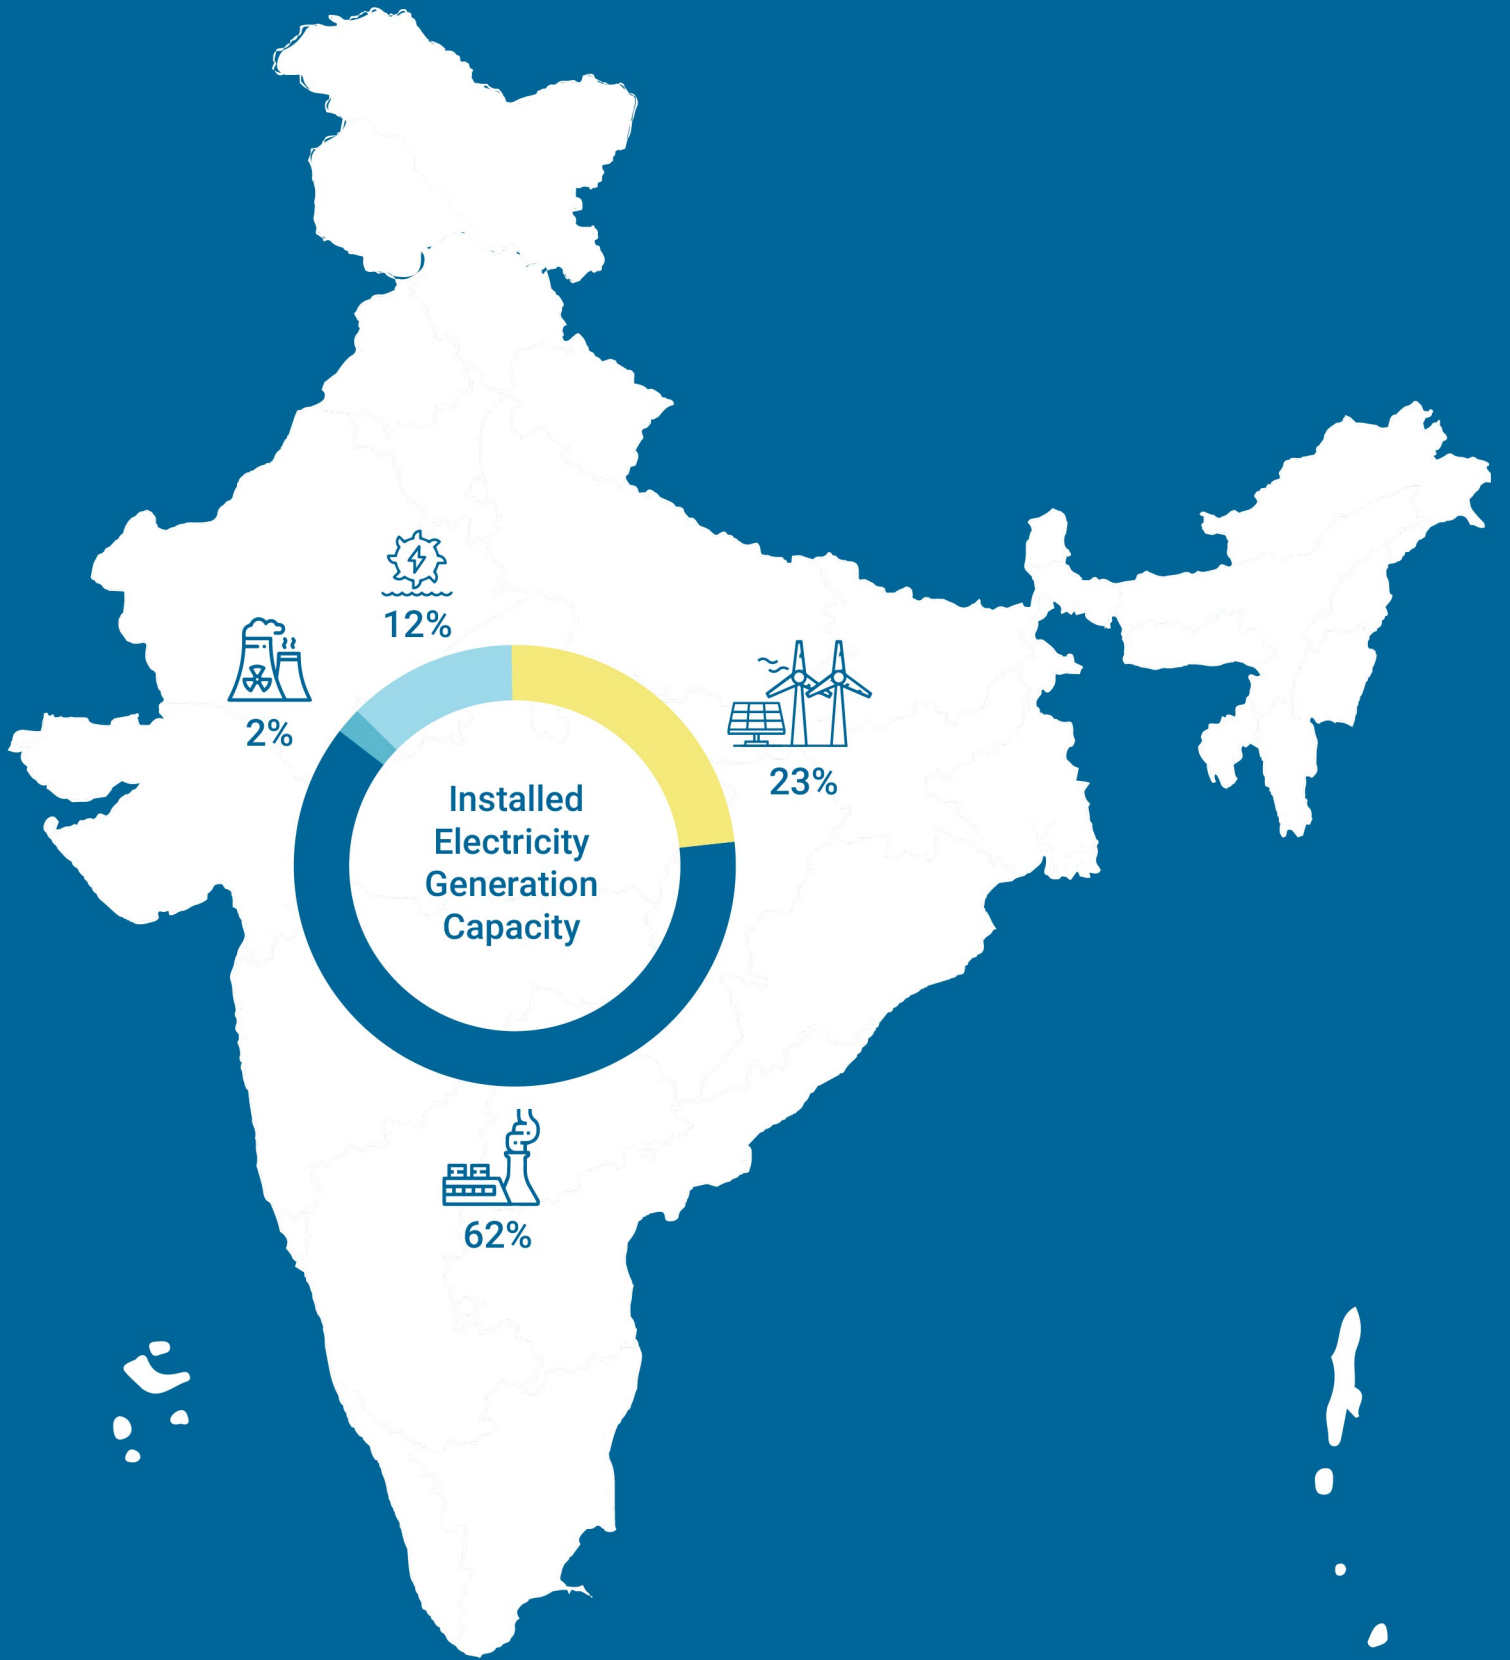 12%
2%
23%
Installed
Electricity
Generation
Capacity
62%